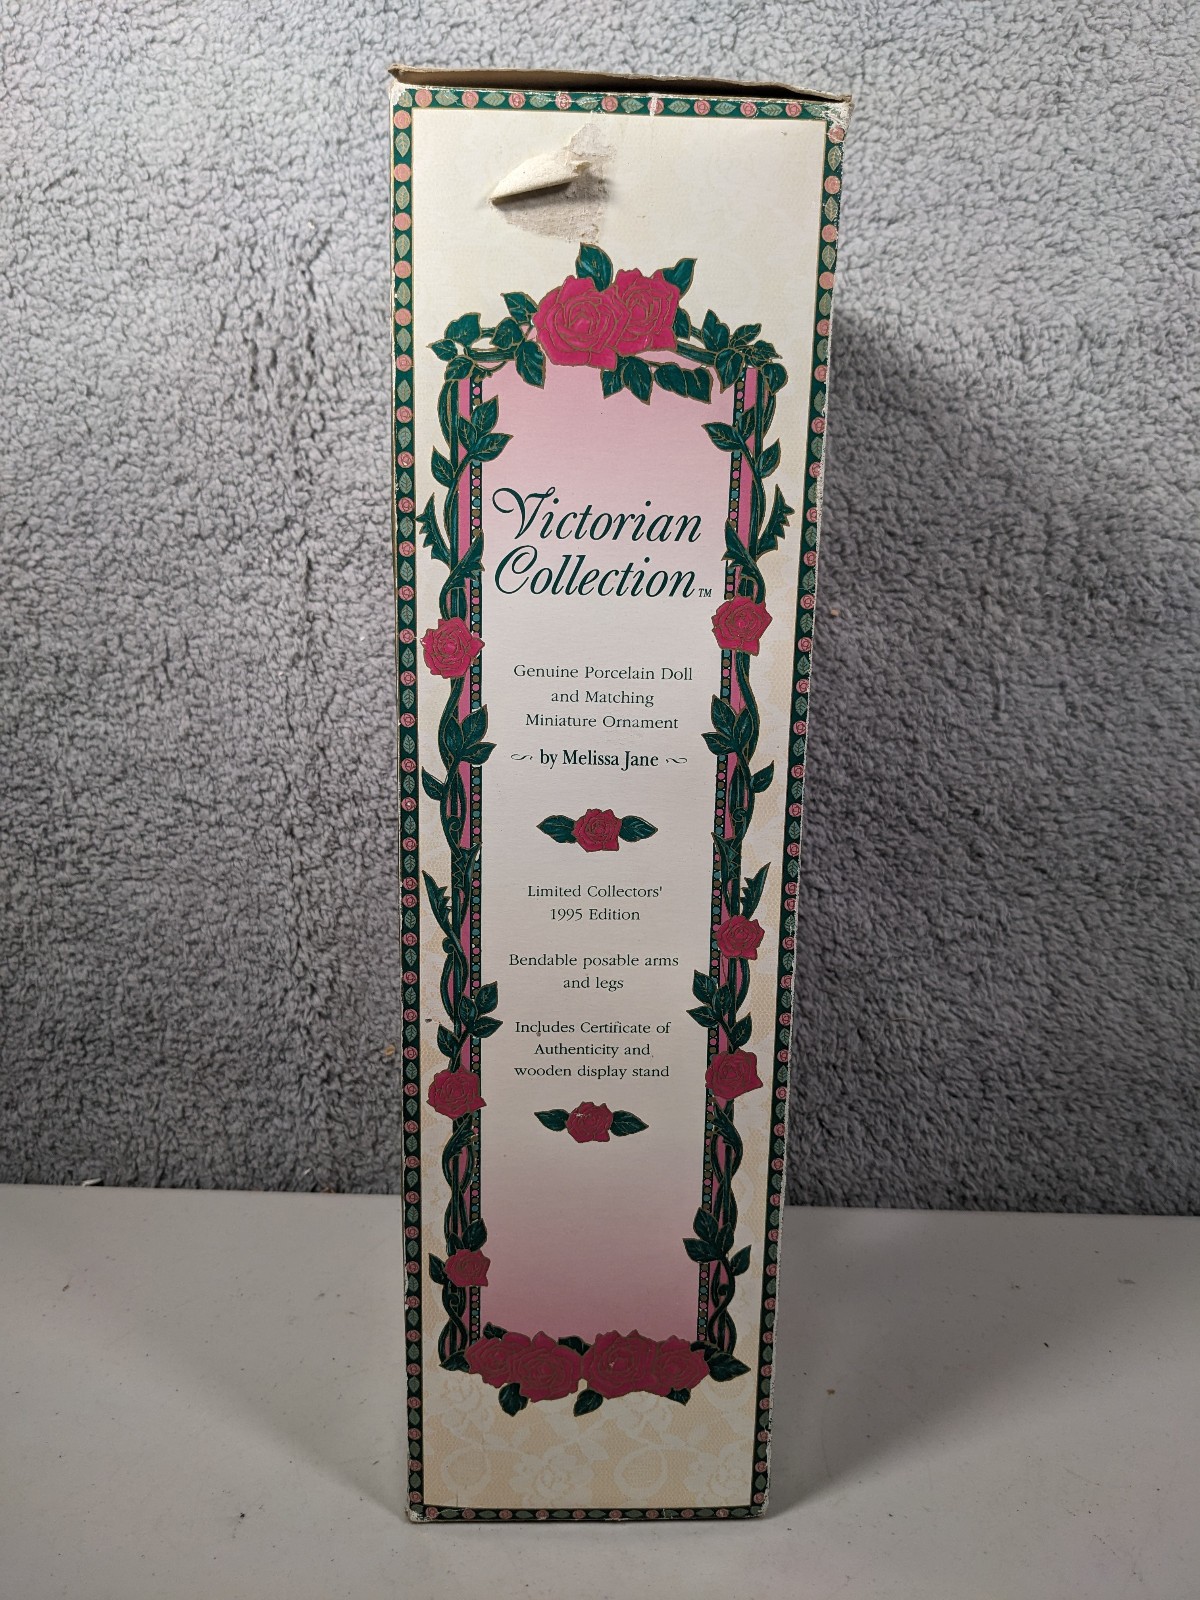 Victorian
Collection™
Genuine Porcelain Doll
and Matching
Miniature Ornament
~ by Melissa Jane ~
Limited Collectors'
1995 Edition
Bendable posable arms
and legs
Includes Certificate of
Authenticity and
wooden display stand